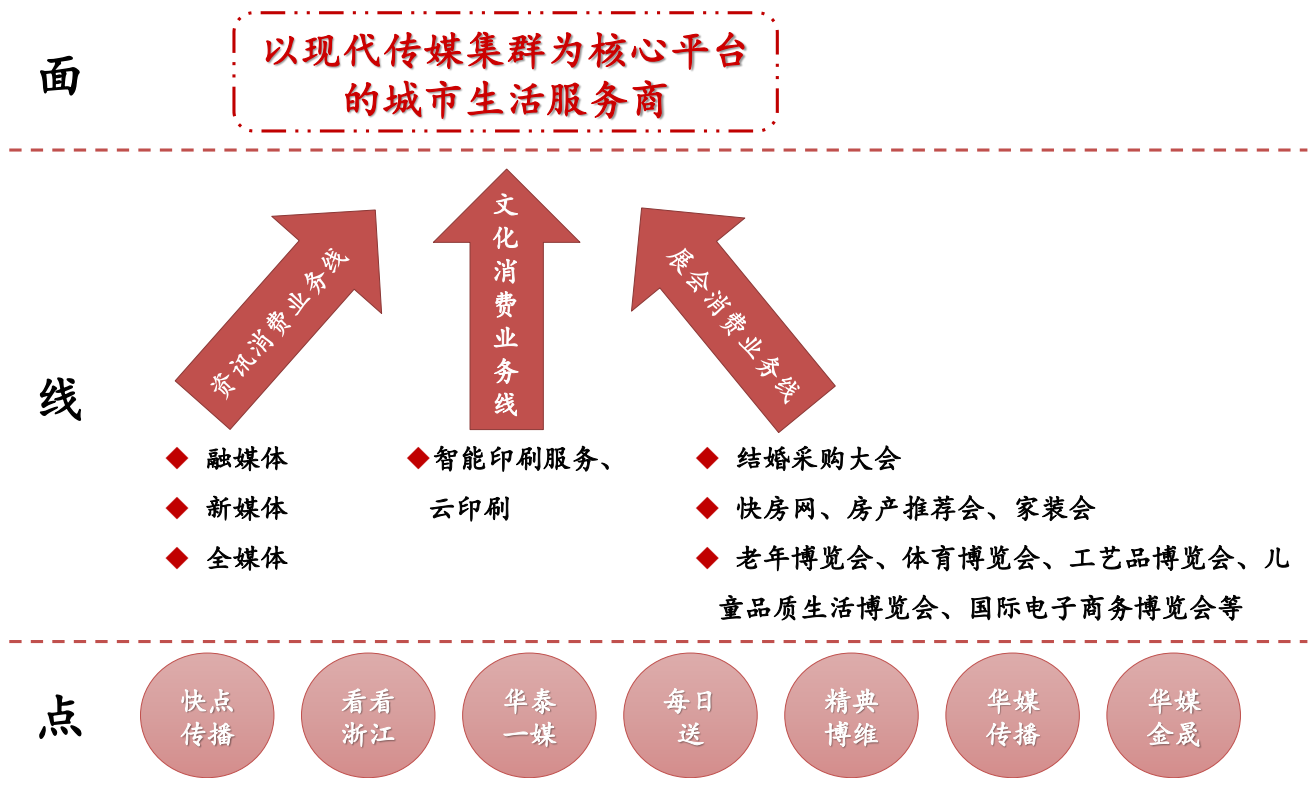 面
以现代传媒集群为核心平台
的城市生活服务商
线
资讯消费业务线
文化消费业务线
展会消费业务线
融媒体
新媒体
全媒体
智能印刷服务、
云印刷
结婚采购大会
快房网、房产推荐会、家装会
老年博览会、体育博览会、工艺品博览会、儿
童品质生活博览会、国际电子商务博览会等
点
快点
传播
看看
浙江
华泰
一媒
每日
送
精典
博维
华媒
传播
华媒
金晟